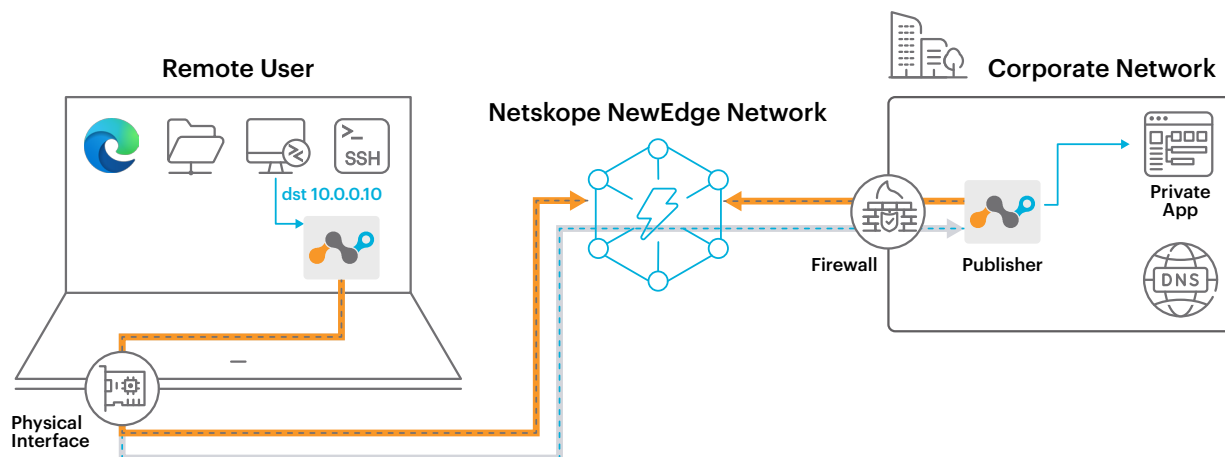 Remote User
Corporate Network
Netskope NewEdge Network
>_
SSH
dst 10.0.0.10
Private
App
Firewall
Publisher
DNS
Physical
Interface